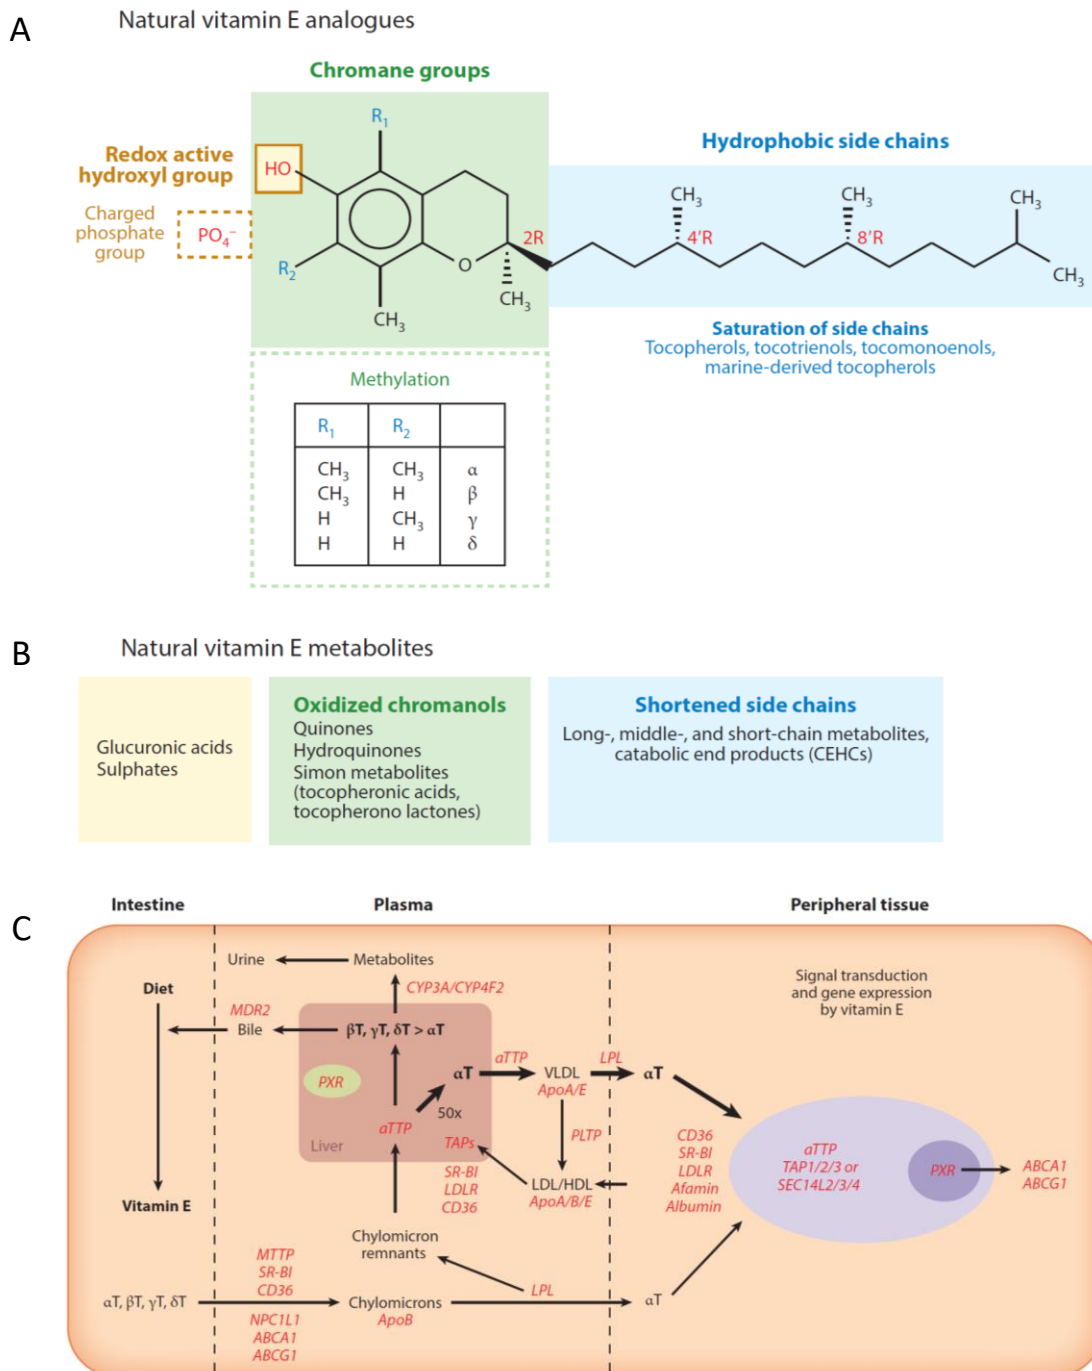 A
Natural vitamin E analogues
Chromane groups
R1
Redox active
hydroxyl group
HO
Hydrophobic side chains
Charged
phosphate
group
PO4–
R2
O
2R
CH3
CH3
CH3
4'R
CH3
8'R
CH3
CH3
Saturation of side chains
Tocopherols, tocotrienols, tocomonoenols,
marine-derived tocopherols
Methylation
R1 R2
CH3 CH3 α
CH3 H β
H CH3 γ
H H δ
B
Natural vitamin E metabolites
Glucuronic acids
Sulphates
Oxidized chromanols
Quinones
Hydroquinones
Simon metabolites
(tocopheronic acids,
tocopherono lactones)
Shortened side chains
Long-, middle-, and short-chain metabolites,
catabolic end products (CEHCs)
C
Intestine Plasma Peripheral tissue
Urine Metabolites
CYP3A/CYP4F2
Signal transduction
and gene expression
by vitamin E
Diet
MDR2
Bile
βT, γT, δT > αT
PXR
αT
aTTP
VLDL
ApoA/E
LPL
αT
50x
aTTP
Liver
TAPs
PLTP
SR-BI
LDLR
CD36
LDL/HDL
ApoA/B/E
CD36
SR-BI
LDLR
Afamin
Albumin
aTTP
TAP1/2/3 or
SEC14L2/3/4
PXR
ABCA1
ABCG1
Vitamin E
Chylomicron
remnants
MTTP
SR-BI
CD36
αT, βT, γT, δT
NPC1L1
ABCA1
ABCG1
Chylomicrons
ApoB
LPL
αT